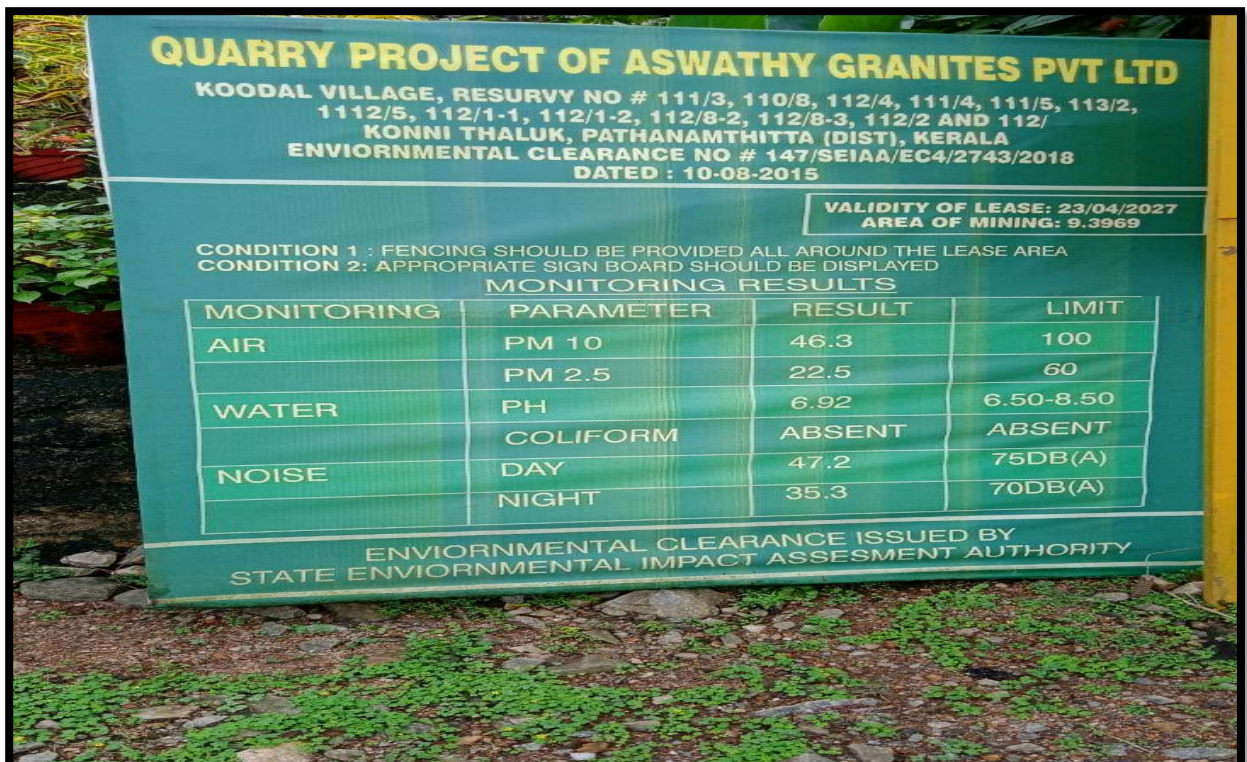 QUARRY PROJECT OF ASWATHY GRANITES PVT LTD
KOODAL VILLAGE, RESURVY NO # 111/3, 110/8, 112/4, 111/4, 111/5, 113/2,
1112/5, 112/1-1, 112/1-2, 112/8-2, 112/8-3, 112/2 AND 112/
KONNI THALUK, PATHANAMTHITTA (DIST), KERALA
ENVIORNMENTAL CLEARANCE NO # 147/SEIAA/EC4/2743/2018
DATED : 10-08-2015
VALIDITY OF LEASE: 23/04/2027
AREA OF MINING: 9.3969
CONDITION 1 : FENCING SHOULD BE PROVIDED ALL AROUND THE LEASE AREA
CONDITION 2: APPROPRIATE SIGN BOARD SHOULD BE DISPLAYED
MONITORING RESULTS
MONITORING PARAMETER RESULT LIMIT
AIR PM 10 46.3 100
PM 2.5 22.5 60
WATER PH 6.92 6.50-8.50
COLIFORM ABSENT ABSENT
NOISE DAY 47.2 75DB(A)
NIGHT 35.3 70DB(A)
ENVIORNMENTAL CLEARANCE ISSUED BY
STATE ENVIORNMENTAL IMPACT ASSESMENT AUTHORITY